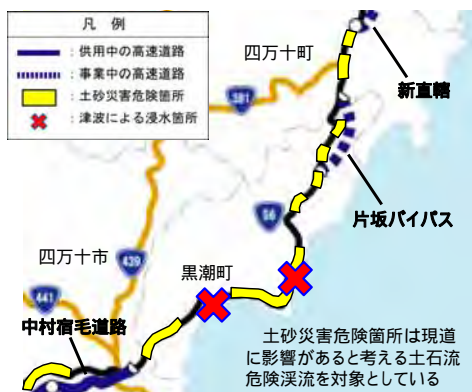 凡 例
：供用中の高速道路
：事業中の高速道路
：土砂災害危険箇所
：津波による浸水箇所
四万十町
新直轄
381
片坂バイパス
56
四万十市
439
黒潮町
441
中村宿毛道路
土砂災害危険箇所は現道
に影響があると考える土石流
危険渓流を対象としている